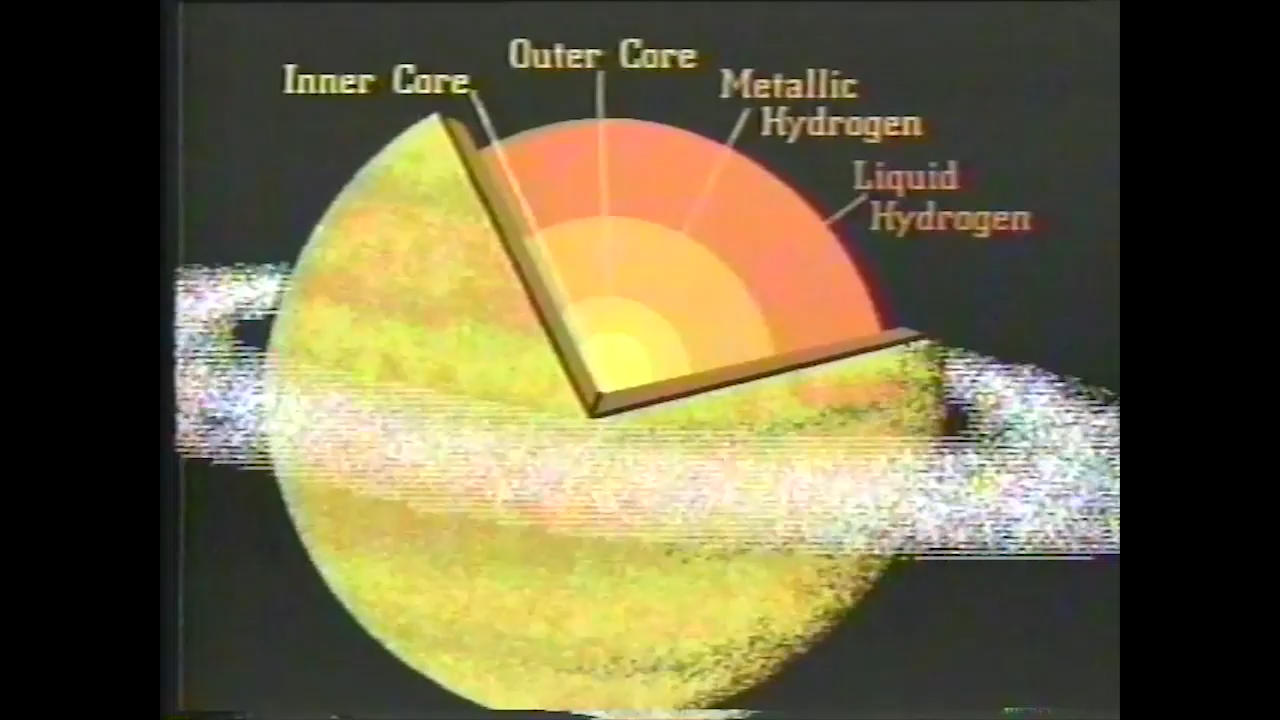 Inner Core
Outer Core
Metallic
Hydrogen
Liquid
Hydrogen